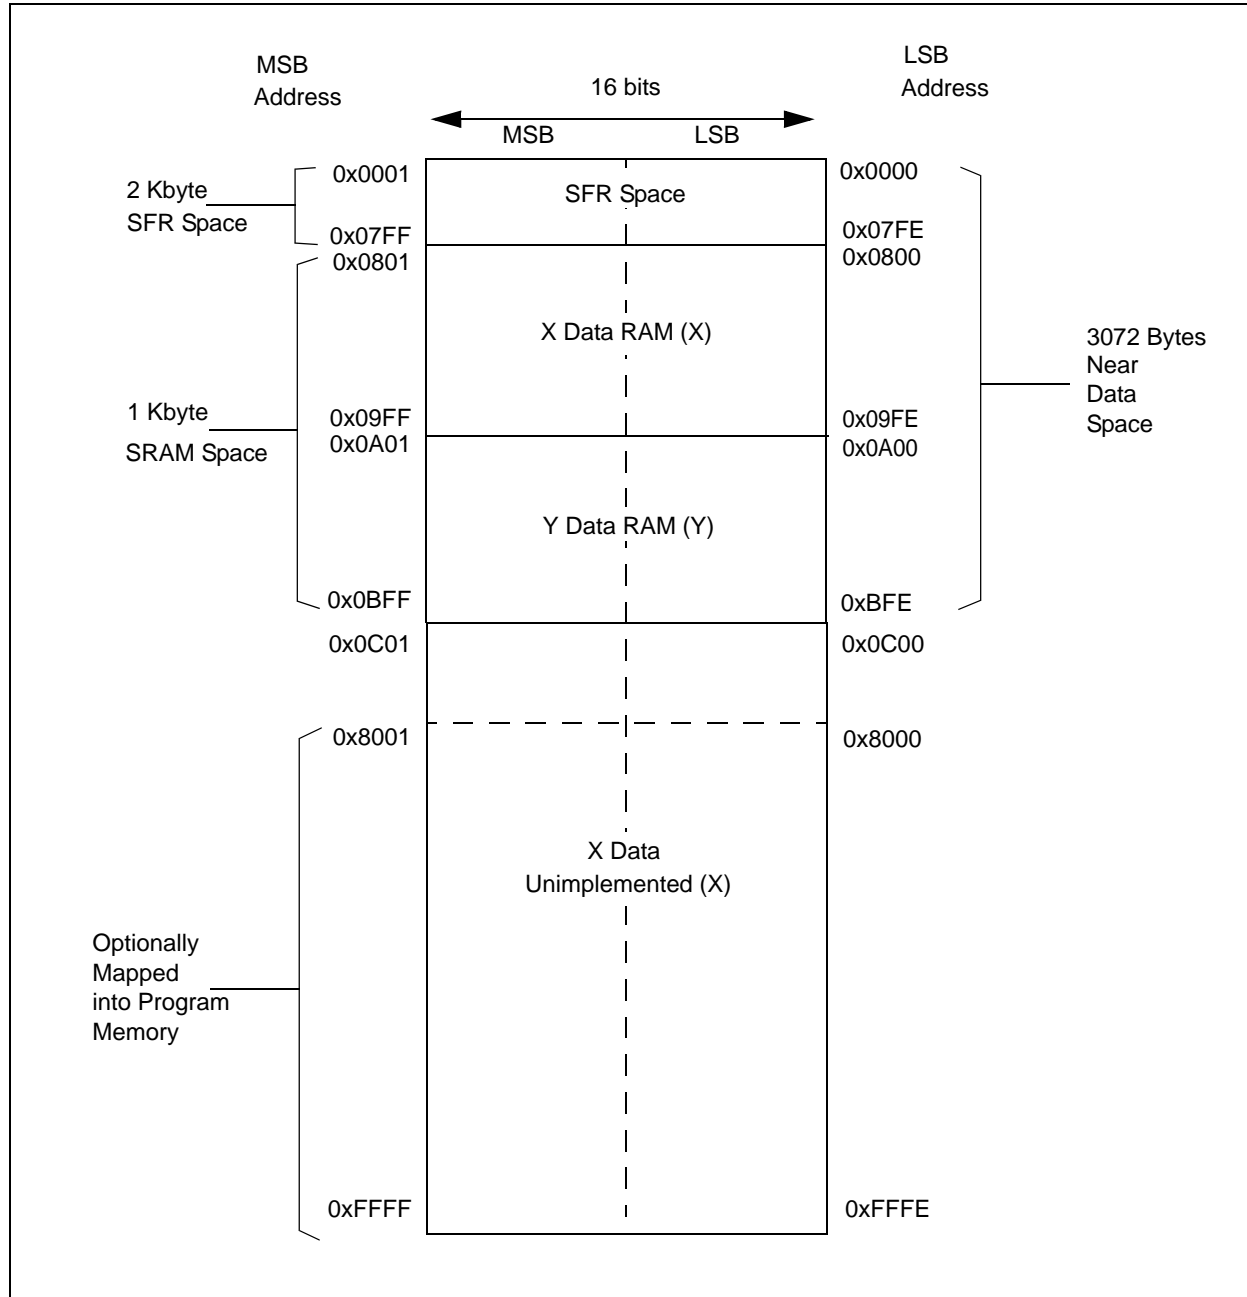 MSB
Address
16 bits
LSB
Address
MSB
LSB
0x0001
0x0000
2 Kbyte
SFR Space
SFR Space
0x07FF
0x07FE
0x0801
0x0800
X Data RAM (X)
3072 Bytes
Near
Data
Space
1 Kbyte
SRAM Space
0x09FF
0x09FE
0x0A01
0x0A00
Y Data RAM (Y)
0x0BFF
0xBFE
0x0C01
0x0C00
0x8001
0x8000
X Data
Unimplemented (X)
Optionally
Mapped
into Program
Memory
0xFFFF
0xFFFE